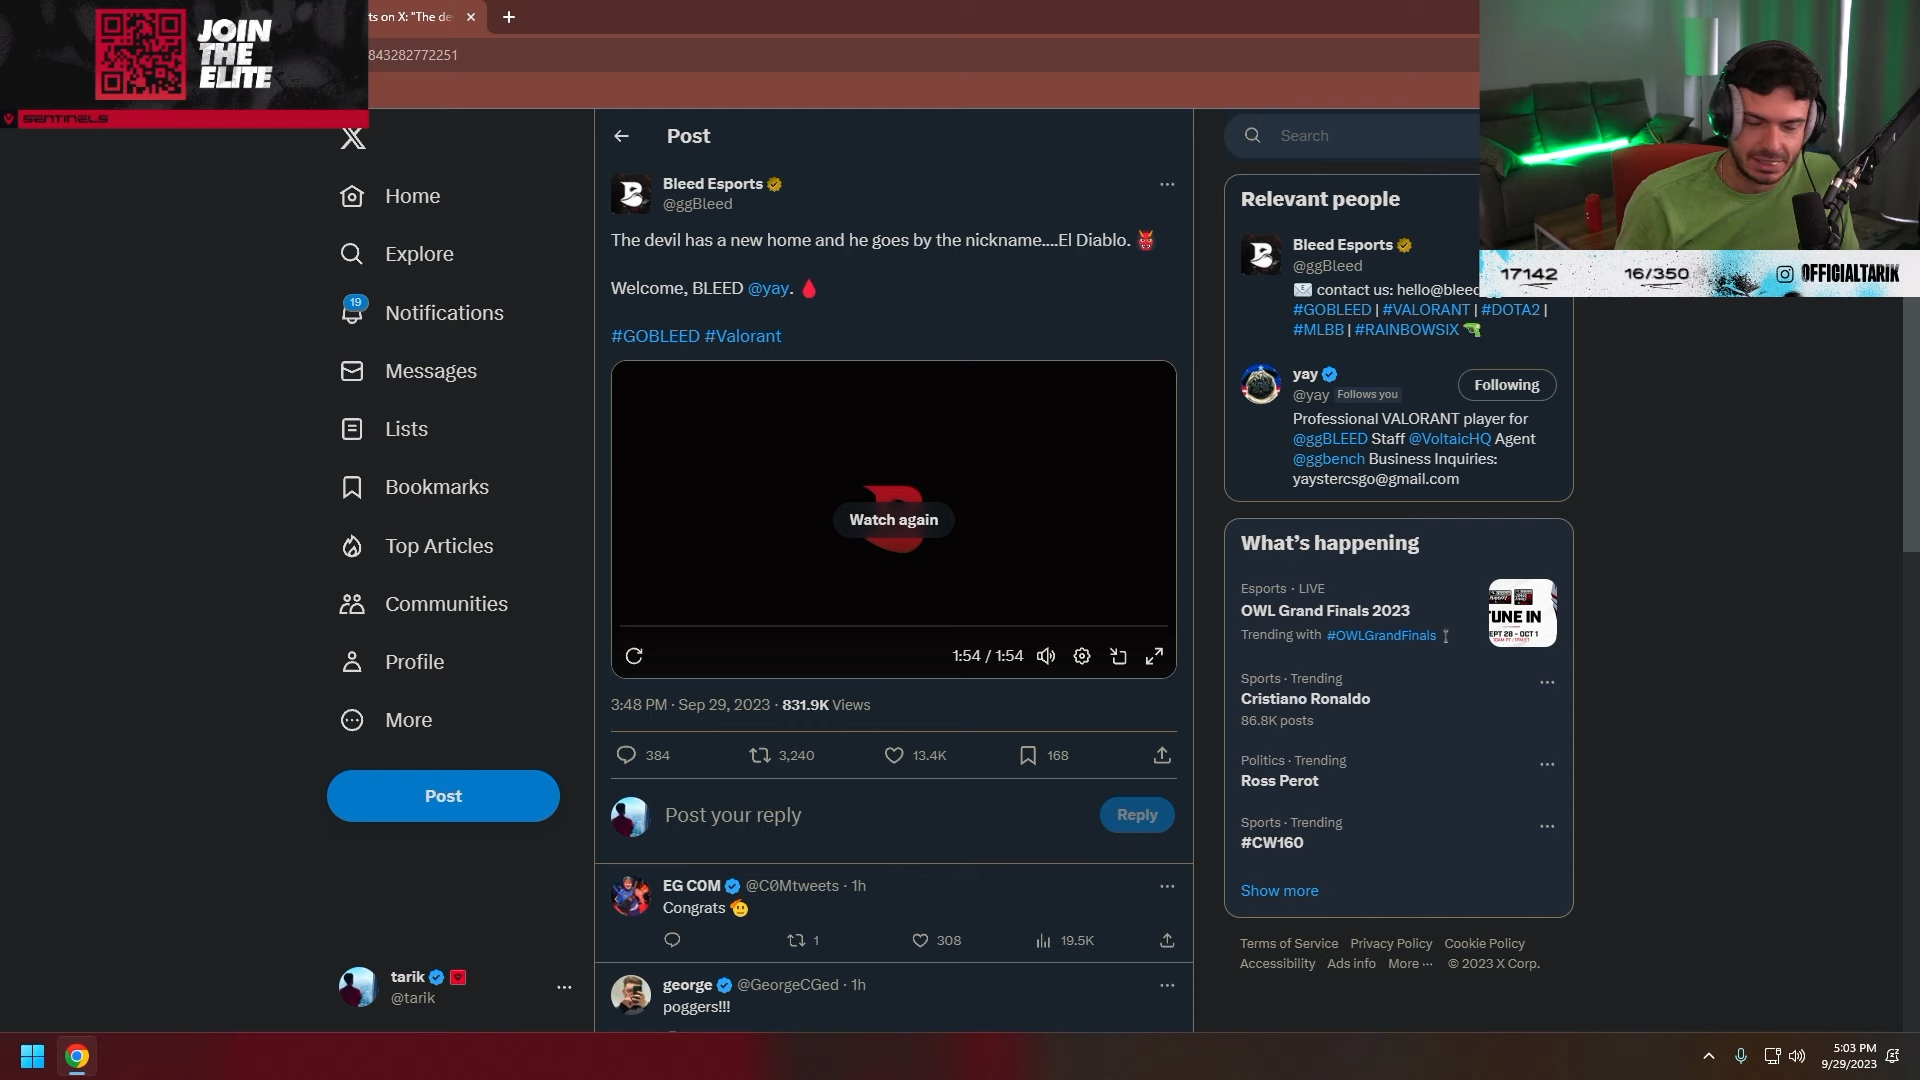 JOIN
THE
ELITE
SENTINELS
ts on X: "The de
843282772251
Home
Explore
19
Notifications
Messages
Lists
Bookmarks
Top Articles
Communities
Profile
More
Post
tarik
@tarik
Post
Bleed Esports
@ggBleed
The devil has a new home and he goes by the nickname....El Diablo.
Welcome, BLEED @yay.
#GOBLEED #Valorant
Watch again
1:54 / 1:54
3:48 PM · Sep 29, 2023 · 831.9K Views
384
3,240
13.4K
168
Post your reply
Reply
EG C0M @C0Mtweets · 1h
Congrats
1
308
19.5K
george @GeorgeCGed · 1h
poggers!!!
Search
Relevant people
Bleed Esports
@ggBleed
contact us: hello@bleed
#GOBLEED | #VALORANT | #DOTA2 |
#MLBB | #RAINBOWSIX
yay
@yay Follows you
Following
Professional VALORANT player for
@ggBLEED Staff @VoltaicHQ Agent
@ggbench Business Inquiries:
yaystercsgo@gmail.com
What's happening
Esports · LIVE
OWL Grand Finals 2023
Trending with #OWLGrandFinals
TUNE IN
SEPT 28 - OCT 1
Sports · Trending
Cristiano Ronaldo
86.8K posts
Politics · Trending
Ross Perot
Sports · Trending
#CW160
Show more
Terms of Service Privacy Policy Cookie Policy
Accessibility Ads info More ··· © 2023 X Corp.
17142
16/350
OFFICIALTARIK
5:03 PM
9/29/2023